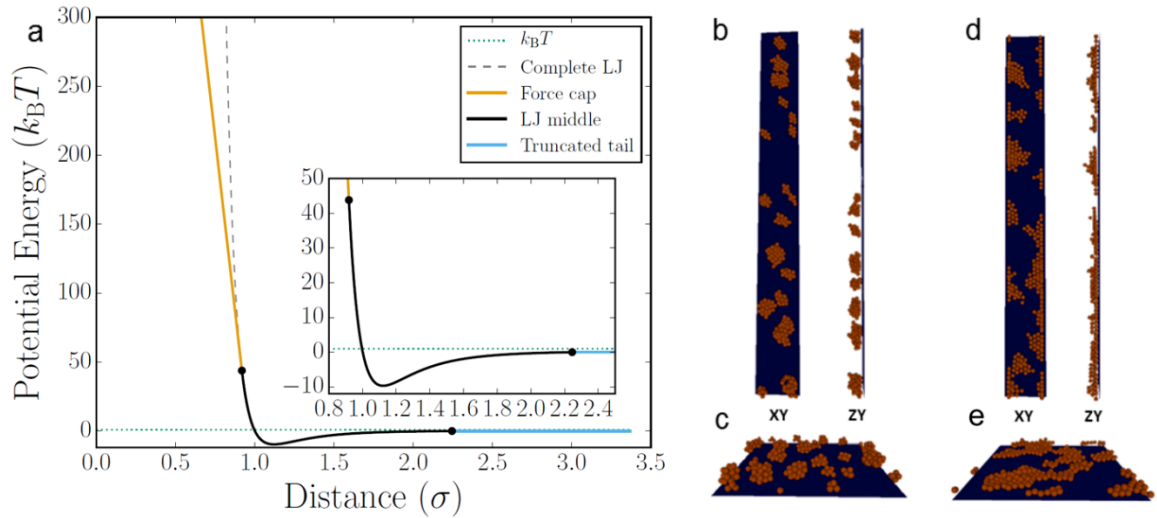 a
300
250
200
150
100
50
0
Potential Energy (k_BT)
0.0 0.5 1.0 1.5 2.0 2.5 3.0 3.5
Distance (σ)
k_BT
Complete LJ
Force cap
LJ middle
Truncated tail
50
40
30
20
10
0
−10
0.8 1.0 1.2 1.4 1.6 1.8 2.0 2.2 2.4
b
XY ZY
c
d
XY ZY
e